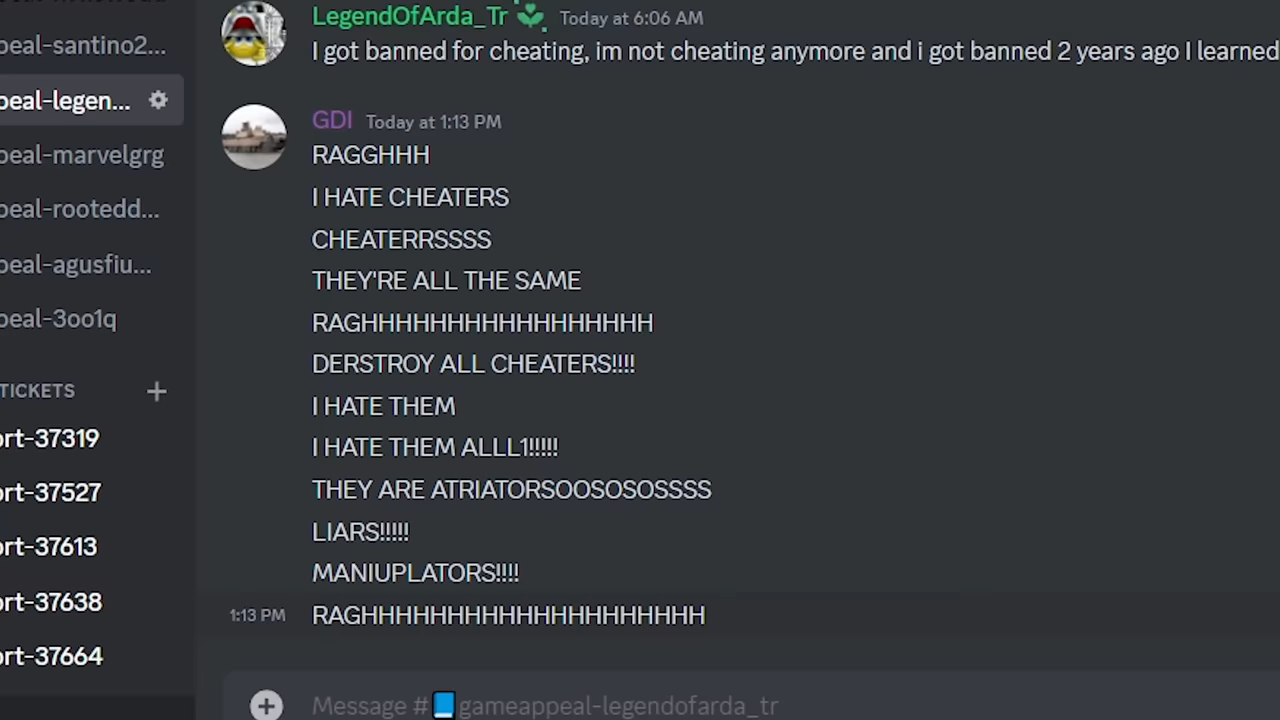 peal-santino2...
peal-legen...
peal-marvelgrg
peal-rootedd...
peal-agusfiu...
peal-3oo1q
TICKETS
ort-37319
ort-37527
ort-37613
ort-37638
ort-37664
LegendOfArda_Tr Today at 6:06 AM
I got banned for cheating, im not cheating anymore and i got banned 2 years ago I learned
GDI Today at 1:13 PM
RAGGHHH
I HATE CHEATERS
CHEATERRSSSS
THEY'RE ALL THE SAME
RAGHHHHHHHHHHHHHHHHH
DERSTROY ALL CHEATERS!!!!
I HATE THEM
I HATE THEM ALLL1!!!!!
THEY ARE ATRIATORSOOSOSOSSSS
LIARS!!!!!
MANIUPLATORS!!!!
1:13 PM RAGHHHHHHHHHHHHHHHHHHHH
Message #gameappeal-legendofarda_tr